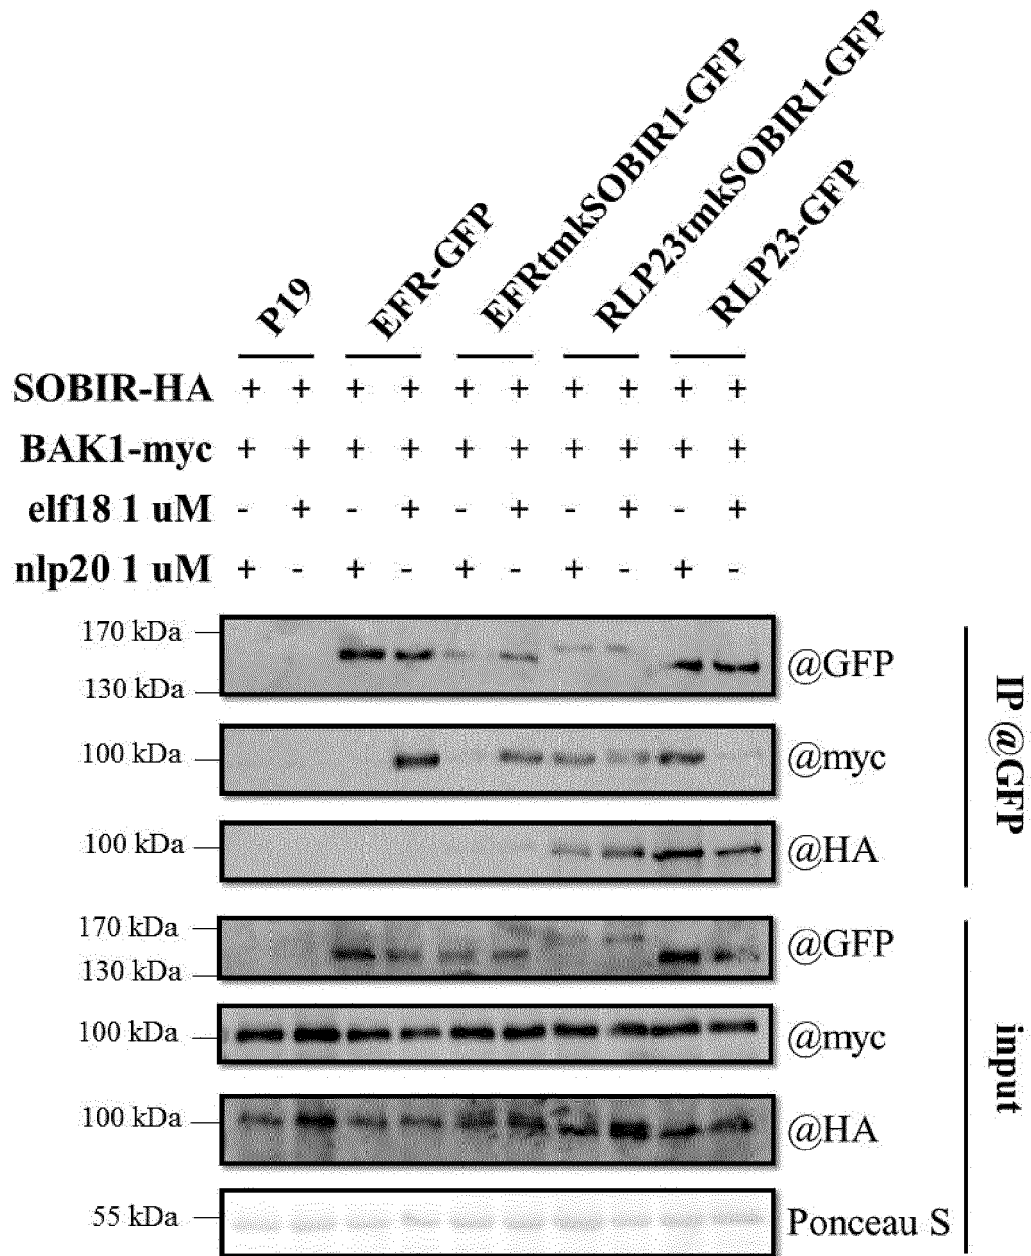 P19
EFR-GFP
EFRtmkSOBIR1-GFP
RLP23tmkSOBIR1-GFP
RLP23-GFP
SOBIR-HA + + + + + + + + + +
BAK1-myc + + + + + + + + + +
elf18 1 uM - + - + - + - + - +
nlp20 1 uM + - + - + - + - + -
170 kDa
@GFP
130 kDa
100 kDa
@myc
100 kDa
@HA
IP @GFP
170 kDa
@GFP
130 kDa
100 kDa
@myc
100 kDa
@HA
55 kDa
Ponceau S
input